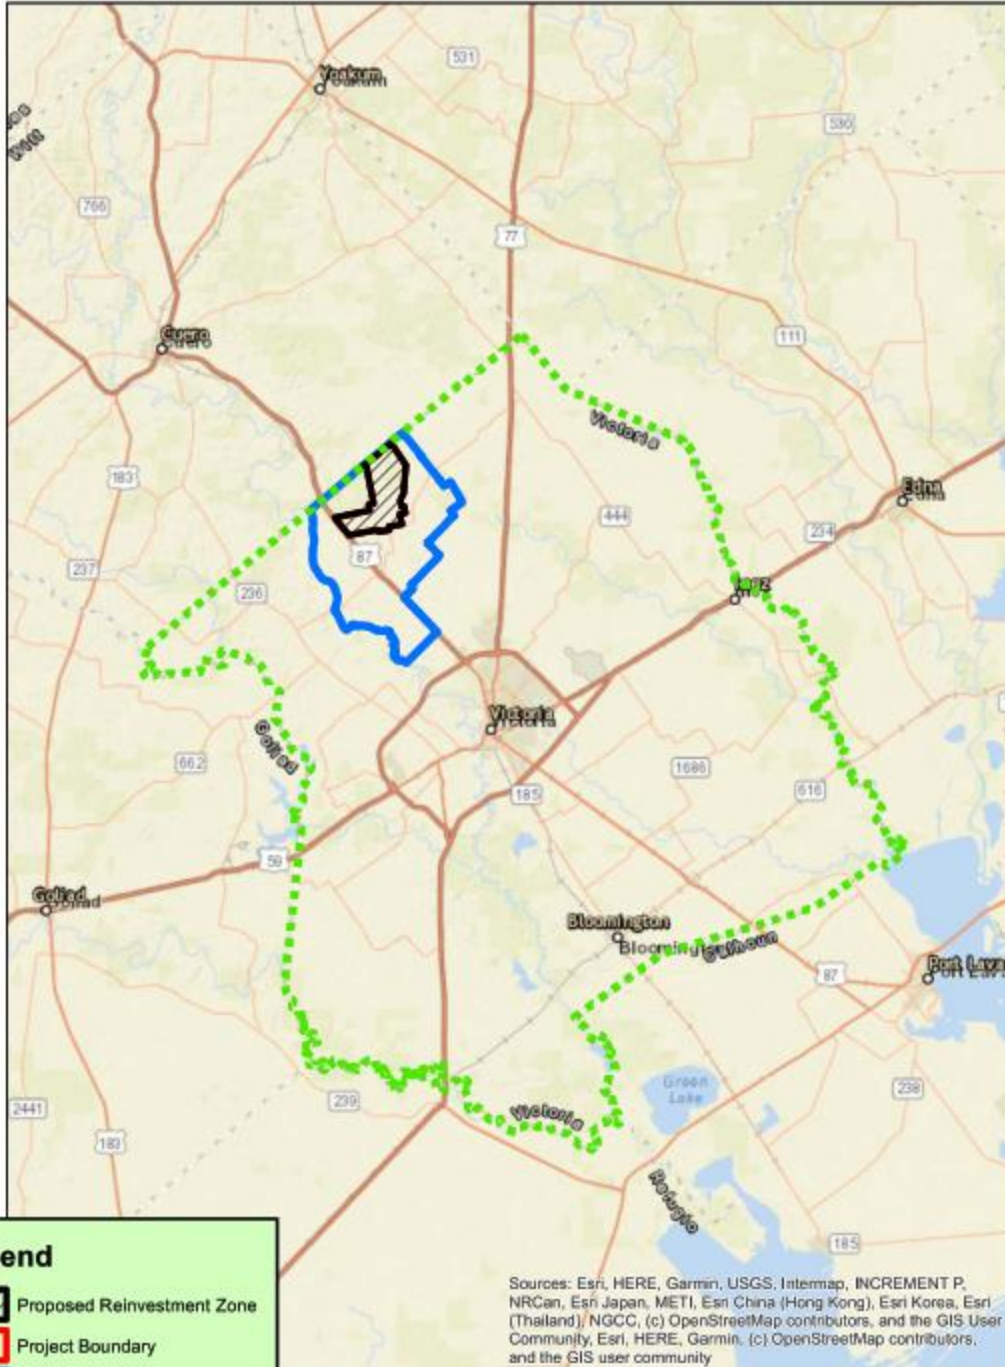 Yoakum
531
530
Witt
766
77
Cuero
111
Victoria
183
444
Edna
234
87
237
236
Victoria
Goliad
662
1686
616
185
59
Goliad
Bloomington
Bloomington
Calhoun
87
Port Lava
Green
Lake
238
239
2441
Victoria
183
Refugio
185
end
Proposed Reinvestment Zone
Project Boundary
Sources: Esri, HERE, Garmin, USGS, Intermap, INCREMENT P,
NRCan, Esri Japan, METI, Esri China (Hong Kong), Esri Korea, Esri
(Thailand), NGCC, (c) OpenStreetMap contributors, and the GIS User
Community, Esri, HERE, Garmin, (c) OpenStreetMap contributors,
and the GIS user community